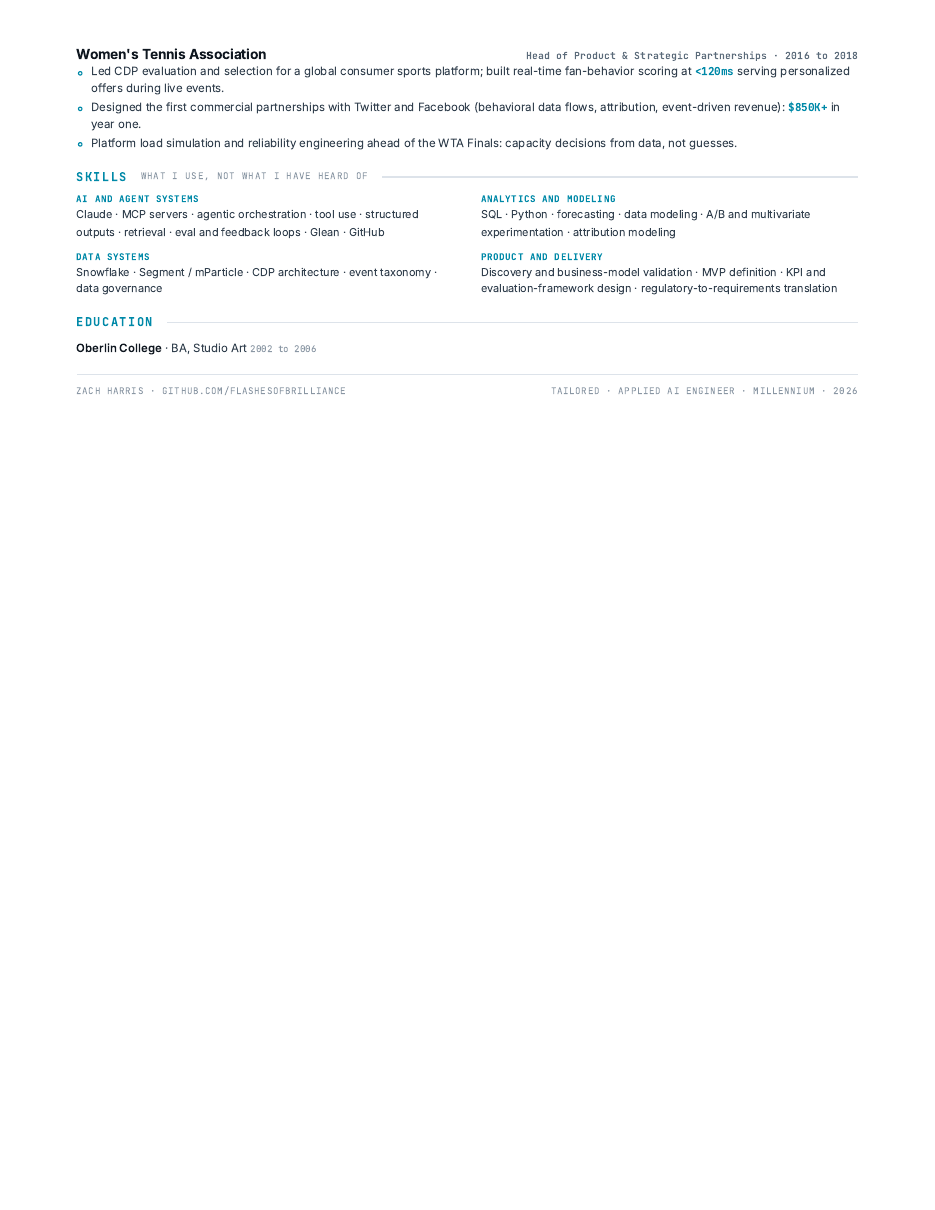 Women's Tennis Association Head of Product & Strategic Partnerships · 2016 to 2018
Led CDP evaluation and selection for a global consumer sports platform; built real-time fan-behavior scoring at <120ms serving personalized
offers during live events.
Designed the first commercial partnerships with Twitter and Facebook (behavioral data flows, attribution, event-driven revenue): $850K+ in
year one.
Platform load simulation and reliability engineering ahead of the WTA Finals: capacity decisions from data, not guesses.
SKILLS WHAT I USE, NOT WHAT I HAVE HEARD OF
AI AND AGENT SYSTEMS
Claude · MCP servers · agentic orchestration · tool use · structured
outputs · retrieval · eval and feedback loops · Glean · GitHub
ANALYTICS AND MODELING
SQL · Python · forecasting · data modeling · A/B and multivariate
experimentation · attribution modeling
DATA SYSTEMS
Snowflake · Segment / mParticle · CDP architecture · event taxonomy ·
data governance
PRODUCT AND DELIVERY
Discovery and business-model validation · MVP definition · KPI and
evaluation-framework design · regulatory-to-requirements translation
EDUCATION
Oberlin College · BA, Studio Art 2002 to 2006
ZACH HARRIS · GITHUB.COM/FLASHESOFBRILLIANCE TAILORED · APPLIED AI ENGINEER · MILLENNIUM · 2026